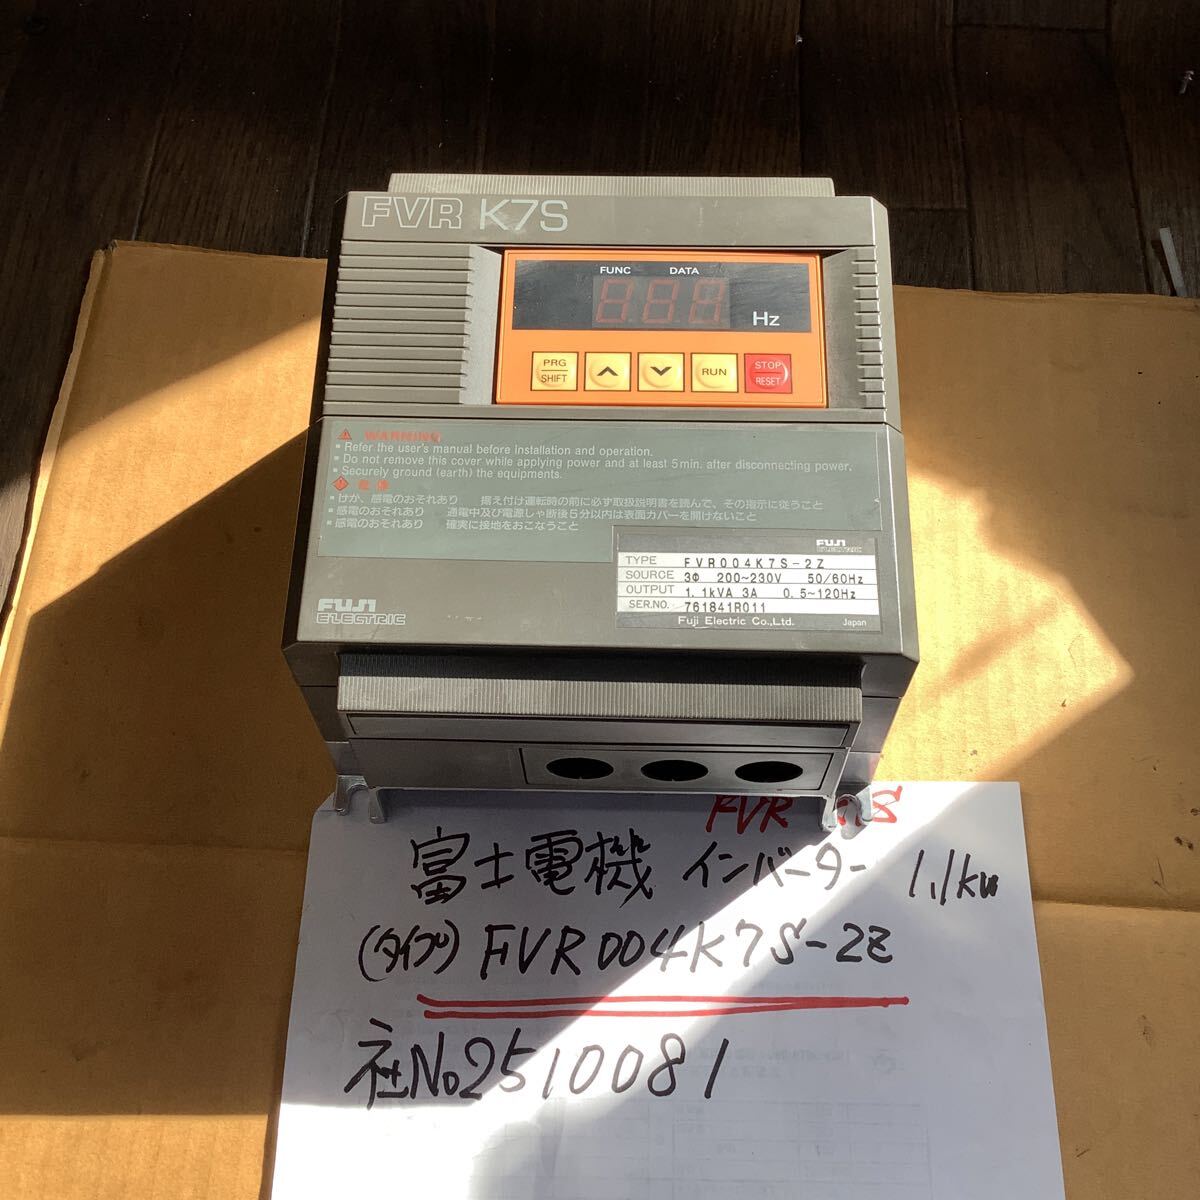 FVR K7S
FUNC DATA
Hz
PRG
SHIFT
RUN
STOP
RESET
WARNING
Refer the user's manual before installation and operation.
Do not remove this cover while applying power and at least 5 min. after disconnecting power.
Securely ground (earth) the equipments.
けが、感電のおそれあり 据え付け運転時の前に必ず取扱説明書を読んで、その指示に従うこと
感電のおそれあり 通電中及び電源しゃ断後5分以内は表面カバーを開けないこと
感電のおそれあり 確実に接地をおこなうこと
FUJI
ELECTRIC
TYPE FVR004K7S-2Z
SOURCE 3Φ 200~230V 50/60Hz
OUTPUT 1.1kVA 3A 0.5~120Hz
SER.NO. 761841R011
Fuji Electric Co.,Ltd. Japan
FUJI
ELECTRIC
FVR K7S
富士電機 インバーター 1.1kw
(タイプ) FVR004K7S-2Z
社No2510081